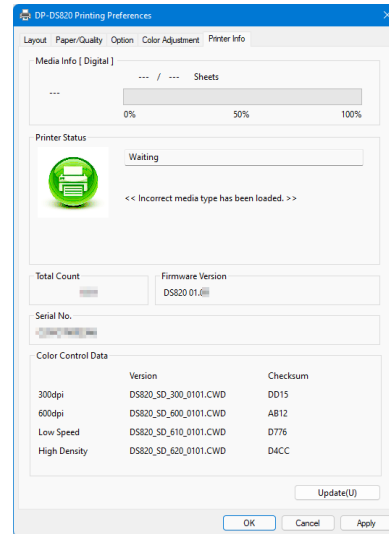 DP-DS820 Printing Preferences
Layout Paper/Quality Option Color Adjustment Printer Info
Media Info [ Digital ]
--- / --- Sheets
---
0% 50% 100%
Printer Status
Waiting
<< Incorrect media type has been loaded. >>
Total Count Firmware Version
DS820 01.
Serial No.
Color Control Data
Version Checksum
300dpi DS820_SD_300_0101.CWD DD15
600dpi DS820_SD_600_0101.CWD AB12
Low Speed DS820_SD_610_0101.CWD D776
High Density DS820_SD_620_0101.CWD D4CC
Update(U)
OK Cancel Apply